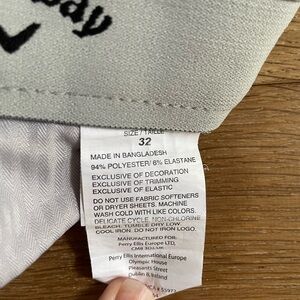 way
SIZE / TAILLE
32
MADE IN BANGLADESH
94% POLYESTER/ 6% ELASTANE
EXCLUSIVE OF DECORATION
EXCLUSIVE OF TRIMMING
EXCLUSIVE OF ELASTIC
DO NOT USE FABRIC SOFTENERS
OR DRYER SHEETS. MACHINE
WASH COLD WITH LIKE COLORS.
DELICATE CYCLE. NON-CHLORINE
BLEACH. TUMBLE DRY LOW.
COOL IRON. DO NOT IRON LOGO.
MANUFACTURED FOR:
Perry Ellis Europe LTD,
Perry Ellis International Europe
Olympic House
Pleasants Street
Dublin 8, Ireland